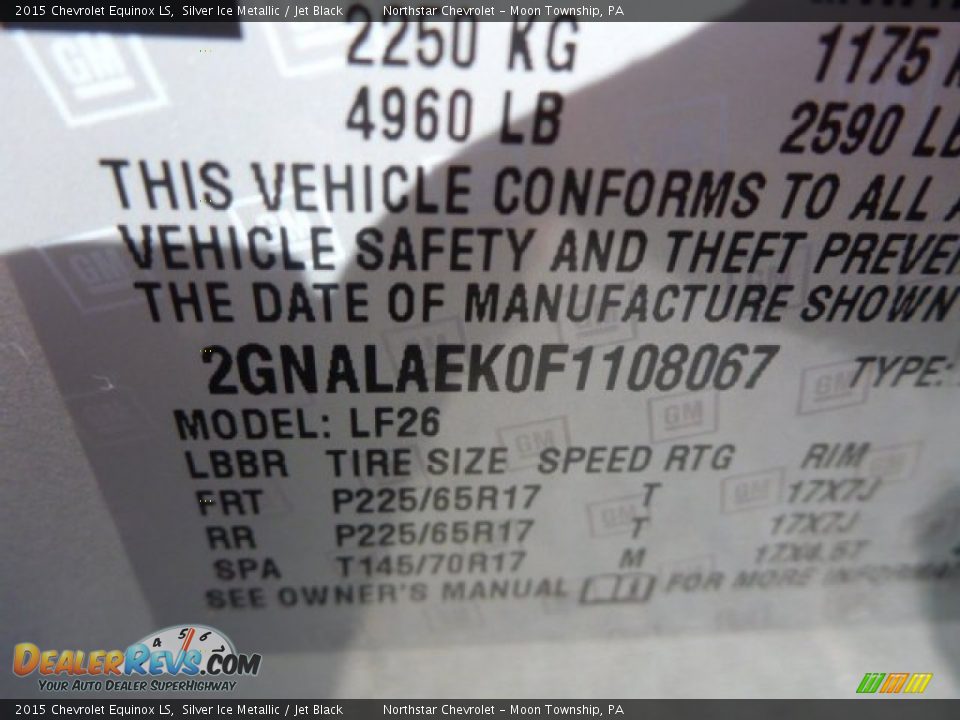 2015 Chevrolet Equinox LS, Silver Ice Metallic / Jet Black Northstar Chevrolet - Moon Township, PA
GM
2250 KG 1175
4960 LB 2590 LB
THIS VEHICLE CONFORMS TO ALL
VEHICLE SAFETY AND THEFT PREVEN
THE DATE OF MANUFACTURE SHOWN
2GNALAEK0F1108067 TYPE:
MODEL: LF26
LBBR TIRE SIZE SPEED RTG RIM
FRT P225/65R17 T 17X7J
RR P225/65R17 T 17X7J
SPA T145/70R17 M 17X4.5T
SEE OWNER'S MANUAL FOR MORE INFORMA
DEALERREVS.COM
YOUR AUTO DEALER SUPERHIGHWAY
2015 Chevrolet Equinox LS, Silver Ice Metallic / Jet Black Northstar Chevrolet - Moon Township, PA